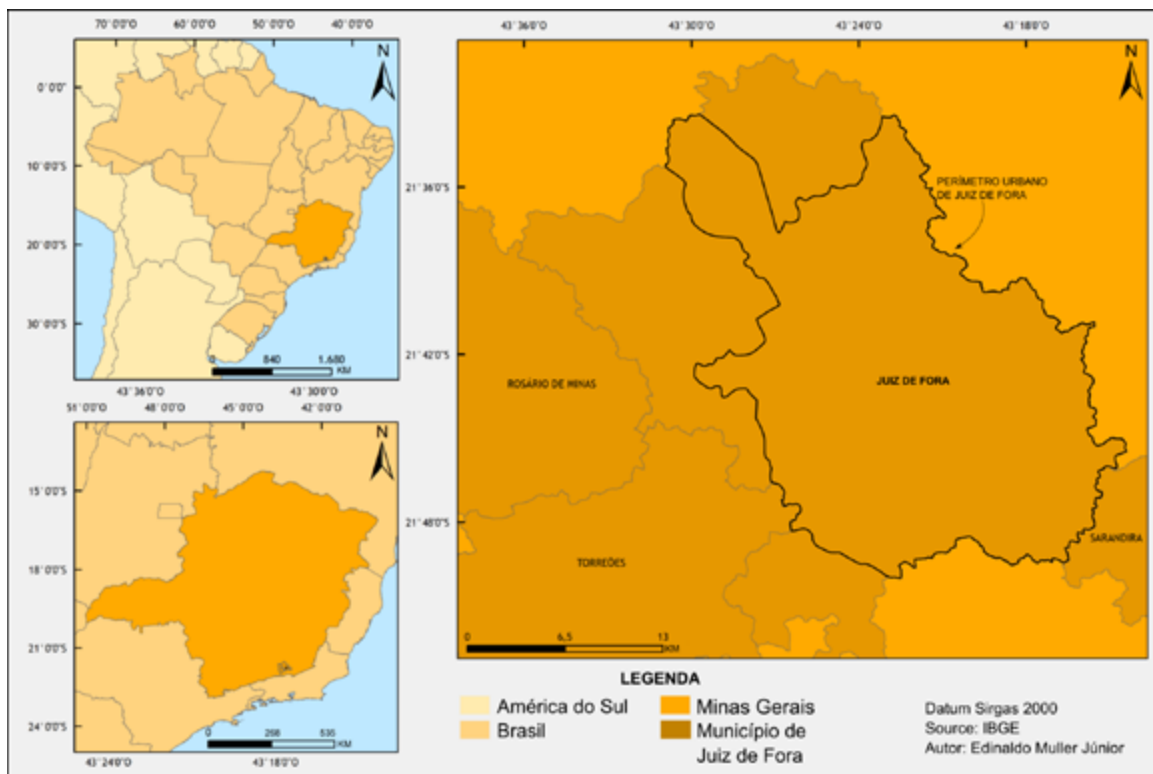 70°0'0"O 60°0'0"O 50°0'0"O 40°0'0"O
N
0°0'0"
10°0'0"S
20°0'0"S
30°0'0"S
0 840 1.680
KM
43°36'0"O 43°30'0"O
51°0'0"O 48°0'0"O 45°0'0"O 42°0'0"O
N
15°0'0"S
18°0'0"S
21°0'0"S
24°0'0"S
0 268 535
KM
43°24'0"O 43°18'0"O
43°36'0"O 43°30'0"O 43°24'0"O 43°18'0"O
N
21°36'0"S
21°42'0"S
21°48'0"S
PERÍMETRO URBANO
DE JUIZ DE FORA
ROSÁRIO DE MINAS
JUIZ DE FORA
SARANDIRA
TORREÕES
0 6,5 13
KM
LEGENDA
América do Sul
Brasil
Minas Gerais
Município de
Juiz de Fora
Datum Sirgas 2000
Source: IBGE
Autor: Edinaldo Muller Júnior